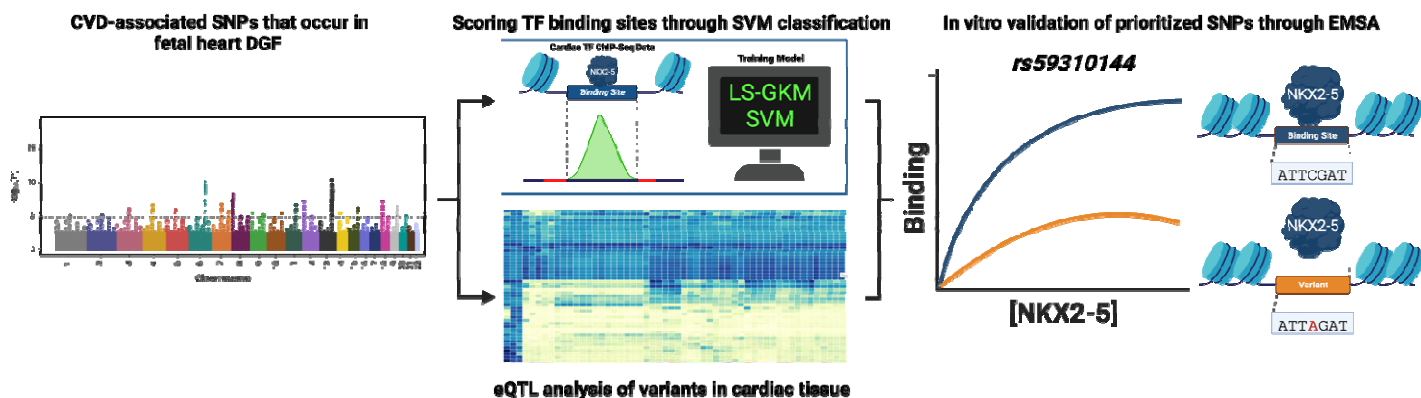 CVD-associated SNPs that occur in
fetal heart DGF
Scoring TF binding sites through SVM classification
In vitro validation of prioritized SNPs through EMSA
Cardiac TF ChIP-Seq Data
NKX2-5
Binding Site
Training Model
LS-GKM
SVM
10
Chromosome
eQTL analysis of variants in cardiac tissue
rs59310144
Binding
[NKX2-5]
NKX2-5
Binding Site
ATTCGAT
NKX2-5
Variant
ATTAGAT